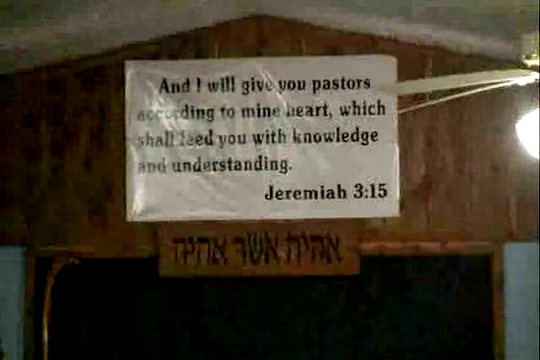 And I will give you pastors
according to mine heart, which
shall feed you with knowledge
and understanding.
Jeremiah 3:15
אהיה אשר אהיה